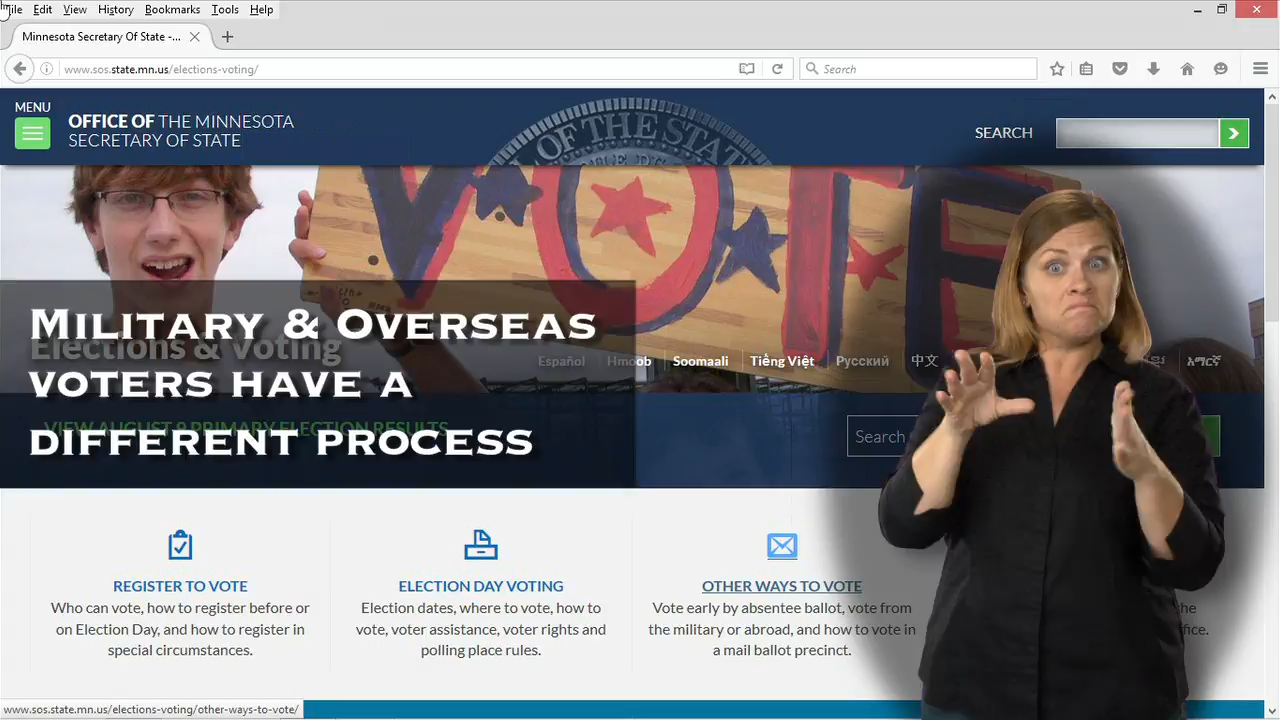 File Edit View History Bookmarks Tools Help
Minnesota Secretary Of State -...
www.sos.state.mn.us/elections-voting/
Search
MENU
OFFICE OF THE MINNESOTA
SECRETARY OF STATE
SEARCH
OF THE STATE
VOTE
MILITARY & OVERSEAS
VOTERS HAVE A
DIFFERENT PROCESS
Elections & Voting
Español Hmoob Soomaali Tiếng Việt Русский 中文 አማርኛ
VIEW AUGUST 9 PRIMARY ELECTION RESULTS
Search
REGISTER TO VOTE
Who can vote, how to register before or
on Election Day, and how to register in
special circumstances.
ELECTION DAY VOTING
Election dates, where to vote, how to
vote, voter assistance, voter rights and
polling place rules.
OTHER WAYS TO VOTE
Vote early by absentee ballot, vote from
the military or abroad, and how to vote in
a mail ballot precinct.
www.sos.state.mn.us/elections-voting/other-ways-to-vote/